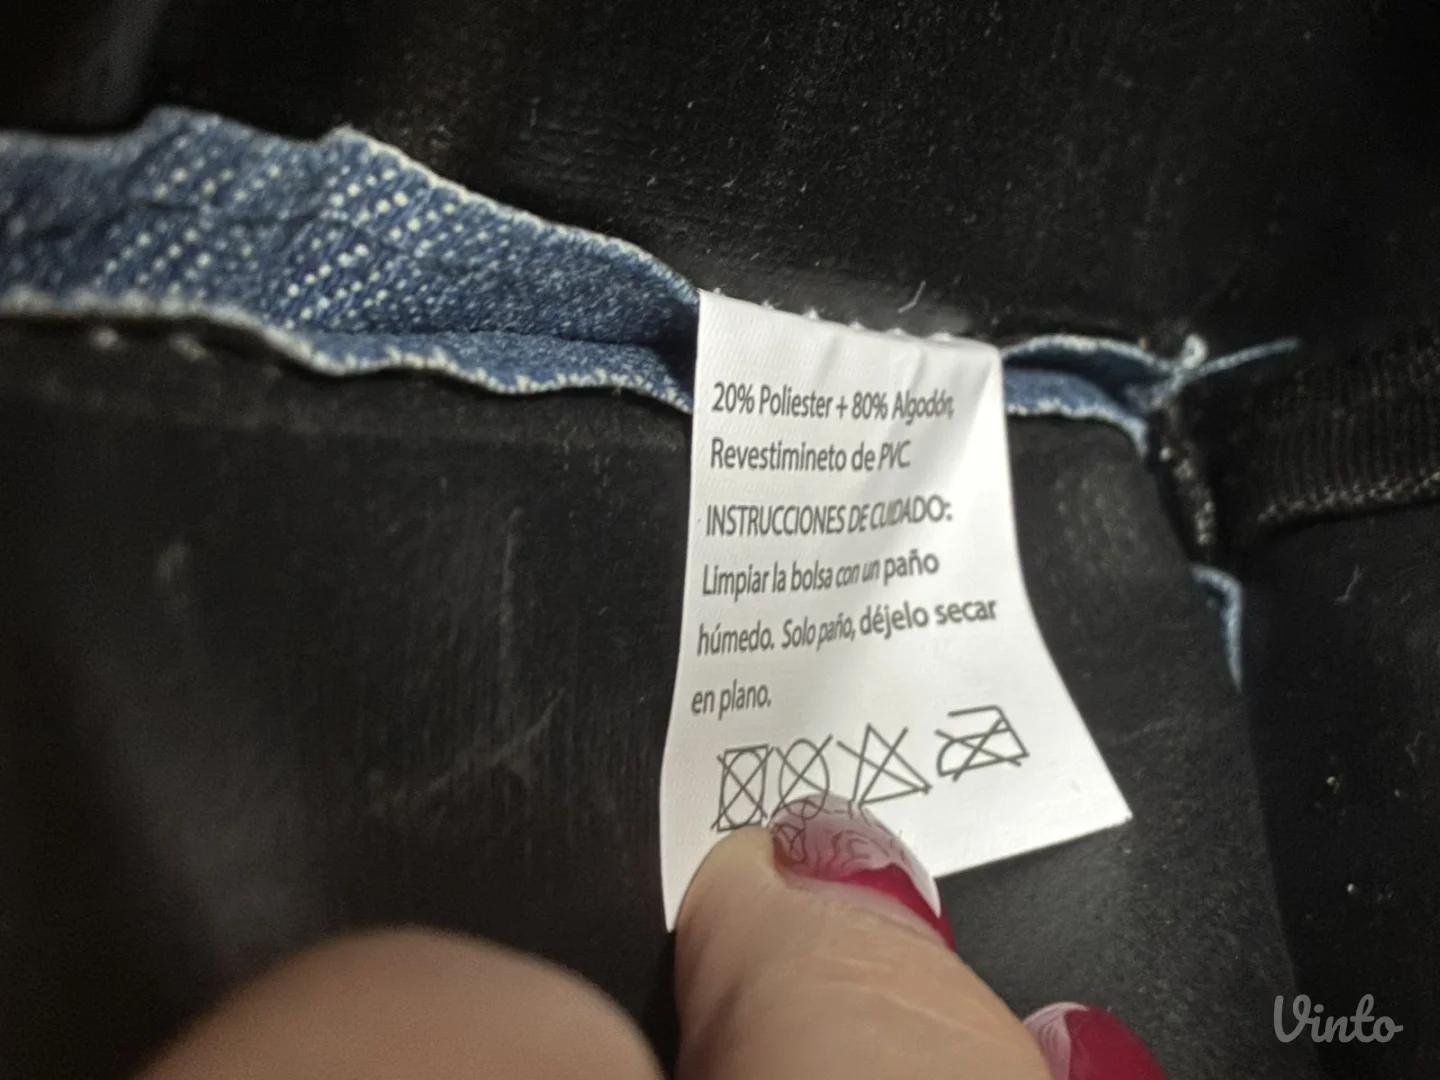 20% Poliester + 80% Algodón,
Revestimineto de PVC
INSTRUCCIONES DE CUIDADO:
Limpiar la bolsa con un paño
húmedo. Solo paño, déjelo secar
en plano.
Vinto